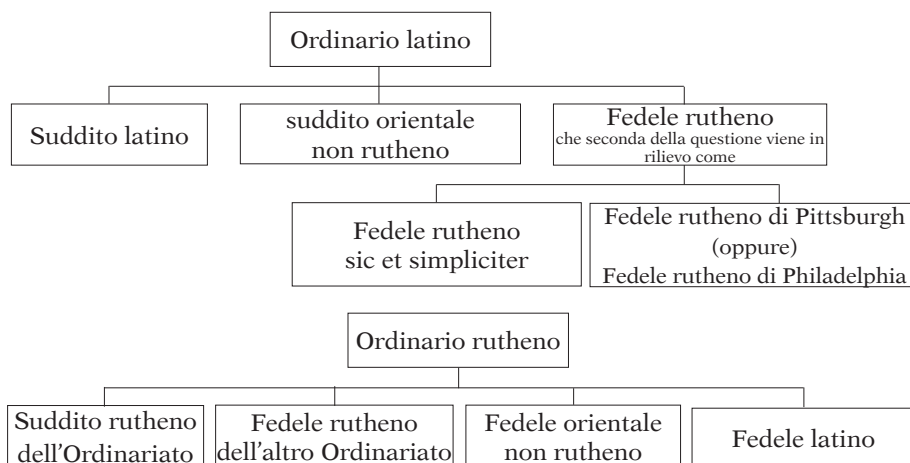 Ordinario latino
Suddito latino
suddito orientale
non rutheno
Fedele rutheno
che seconda della questione viene in
rilievo come
Fedele rutheno
sic et simpliciter
Fedele rutheno di Pittsburgh
(oppure)
Fedele rutheno di Philadelphia
Ordinario rutheno
Suddito rutheno
dell'Ordinariato
Fedele rutheno
dell'altro Ordinariato
Fedele orientale
non rutheno
Fedele latino